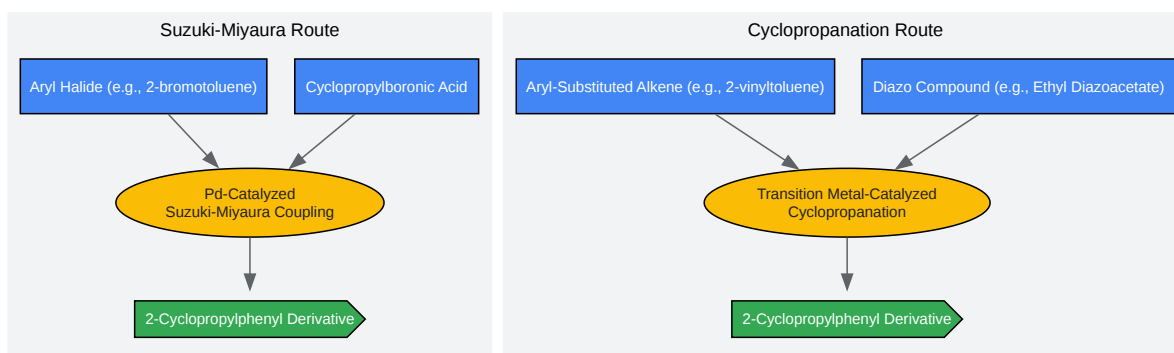 Suzuki-Miyaura Route
Aryl Halide (e.g., 2-bromotoluene)
Cyclopropylboronic Acid
Pd-Catalyzed
Suzuki-Miyaura Coupling
2-Cyclopropylphenyl Derivative
Cyclopropanation Route
Aryl-Substituted Alkene (e.g., 2-vinyltoluene)
Diazo Compound (e.g., Ethyl Diazoacetate)
Transition Metal-Catalyzed
Cyclopropanation
2-Cyclopropylphenyl Derivative